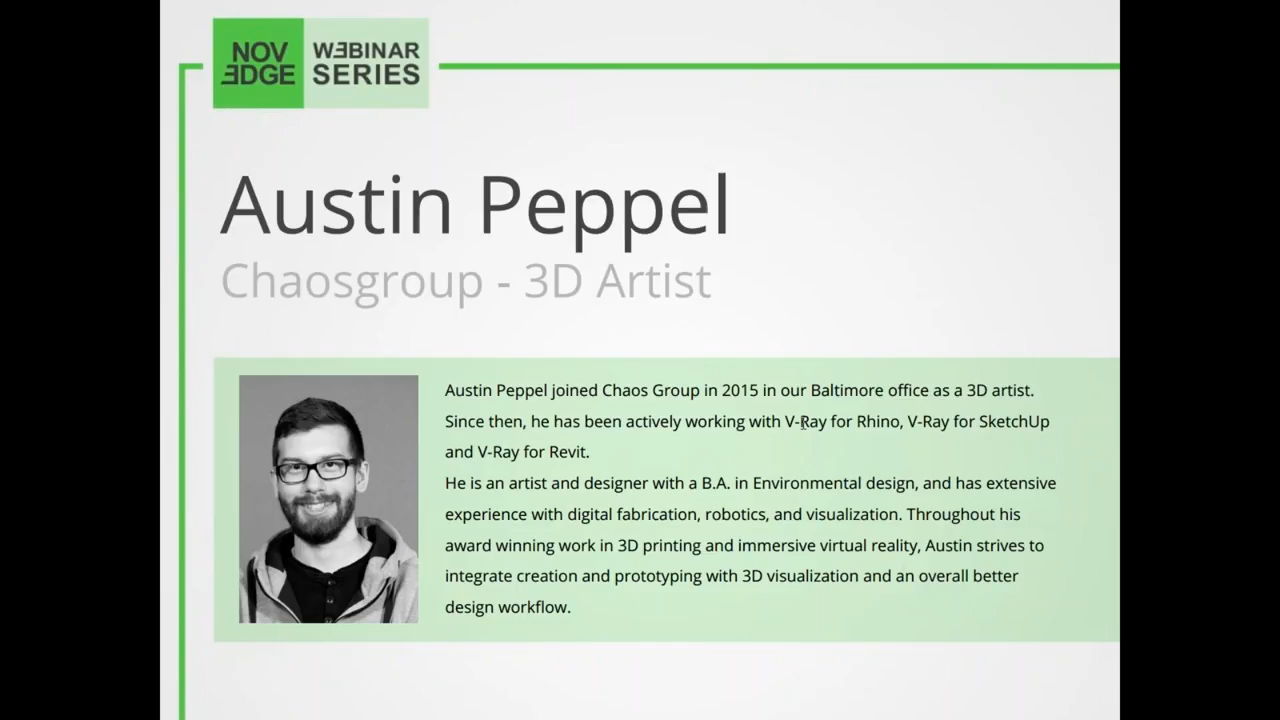 NOV
EDGE
WEBINAR
SERIES
Austin Peppel
Chaosgroup - 3D Artist
Austin Peppel joined Chaos Group in 2015 in our Baltimore office as a 3D artist.
Since then, he has been actively working with V-Ray for Rhino, V-Ray for SketchUp
and V-Ray for Revit.
He is an artist and designer with a B.A. in Environmental design, and has extensive
experience with digital fabrication, robotics, and visualization. Throughout his
award winning work in 3D printing and immersive virtual reality, Austin strives to
integrate creation and prototyping with 3D visualization and an overall better
design workflow.